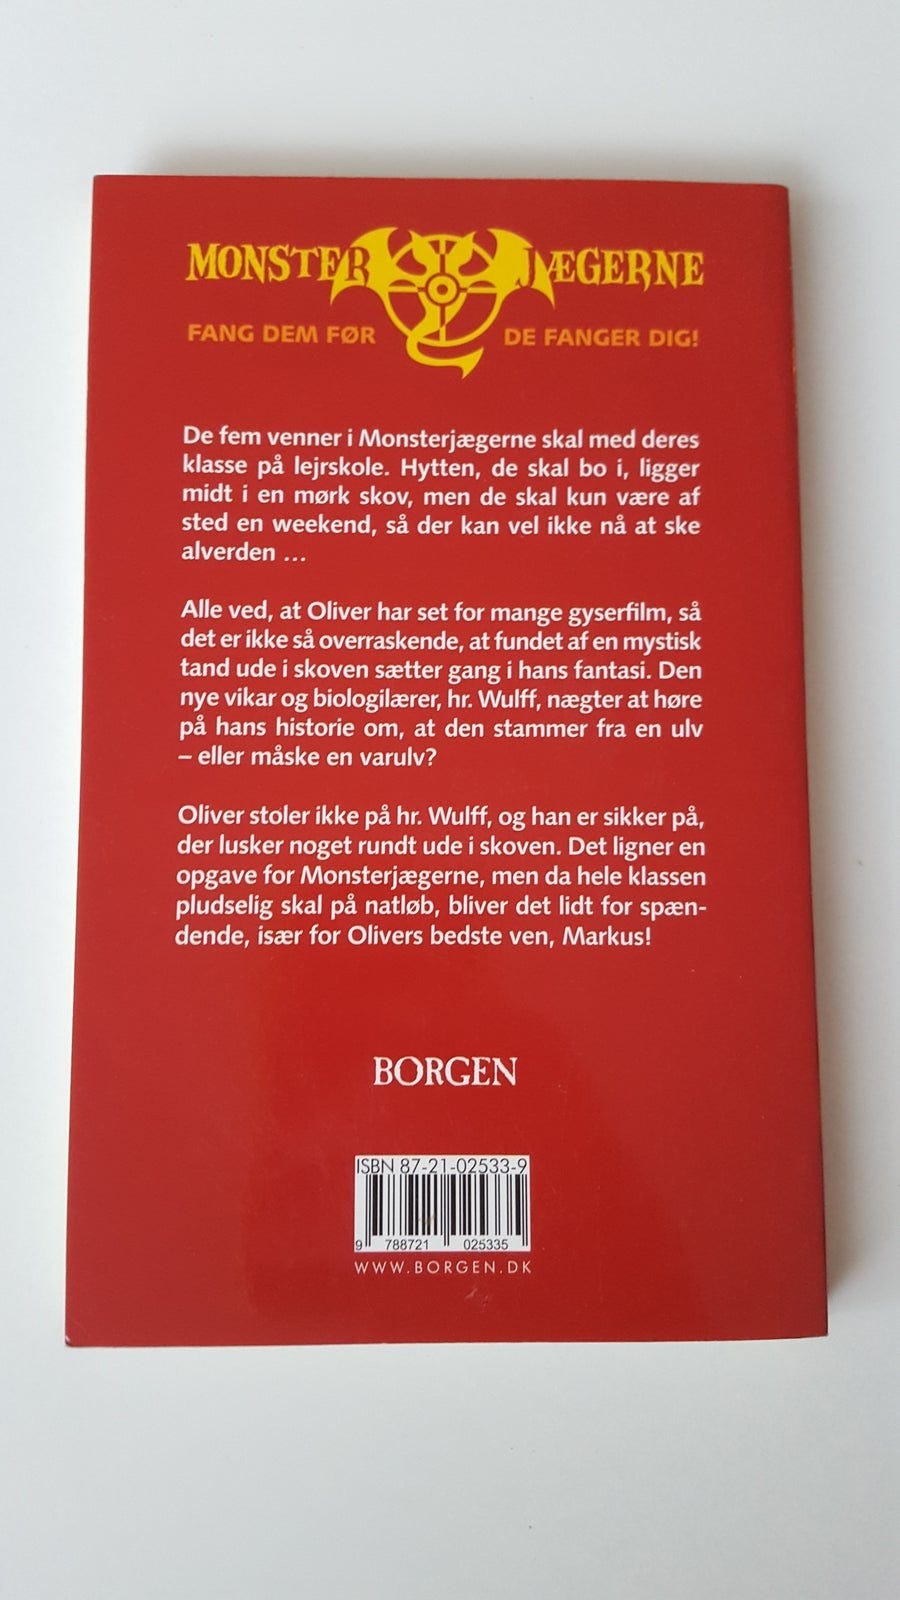 MONSTERJÆGERNE
FANG DEM FØR DE FANGER DIG!
De fem venner i Monsterjægerne skal med deres
klasse på lejrskole. Hytten, de skal bo i, ligger
midt i en mørk skov, men de skal kun være af
sted en weekend, så der kan vel ikke nå at ske
alverden ...
Alle ved, at Oliver har set for mange gyserfilm, så
det er ikke så overraskende, at fundet af en mystisk
tand ude i skoven sætter gang i hans fantasi. Den
nye vikar og biologilærer, hr. Wulff, nægter at høre
på hans historie om, at den stammer fra en ulv
– eller måske en varulv?
Oliver stoler ikke på hr. Wulff, og han er sikker på,
der lusker noget rundt ude i skoven. Det ligner en
opgave for Monsterjægerne, men da hele klassen
pludselig skal på natløb, bliver det lidt for spæn-
dende, især for Olivers bedste ven, Markus!
BORGEN
ISBN 87-21-02533-9
9 788721 025335
WWW.BORGEN.DK